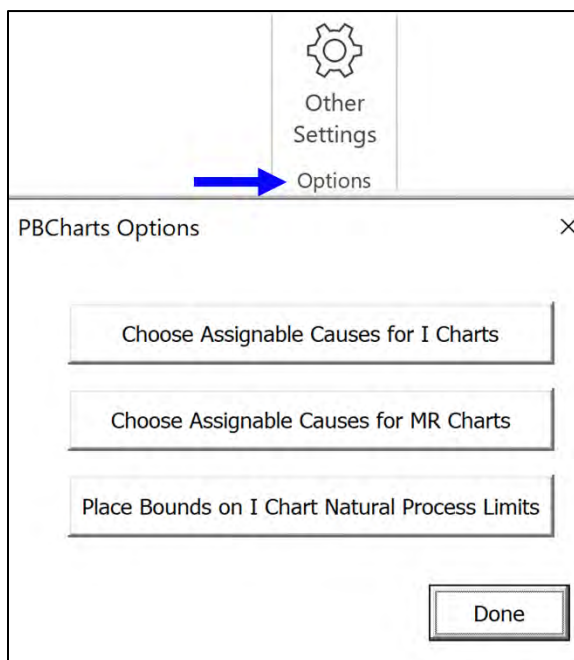 Other
Settings
Options
PBCharts Options
Choose Assignable Causes for I Charts
Choose Assignable Causes for MR Charts
Place Bounds on I Chart Natural Process Limits
Done